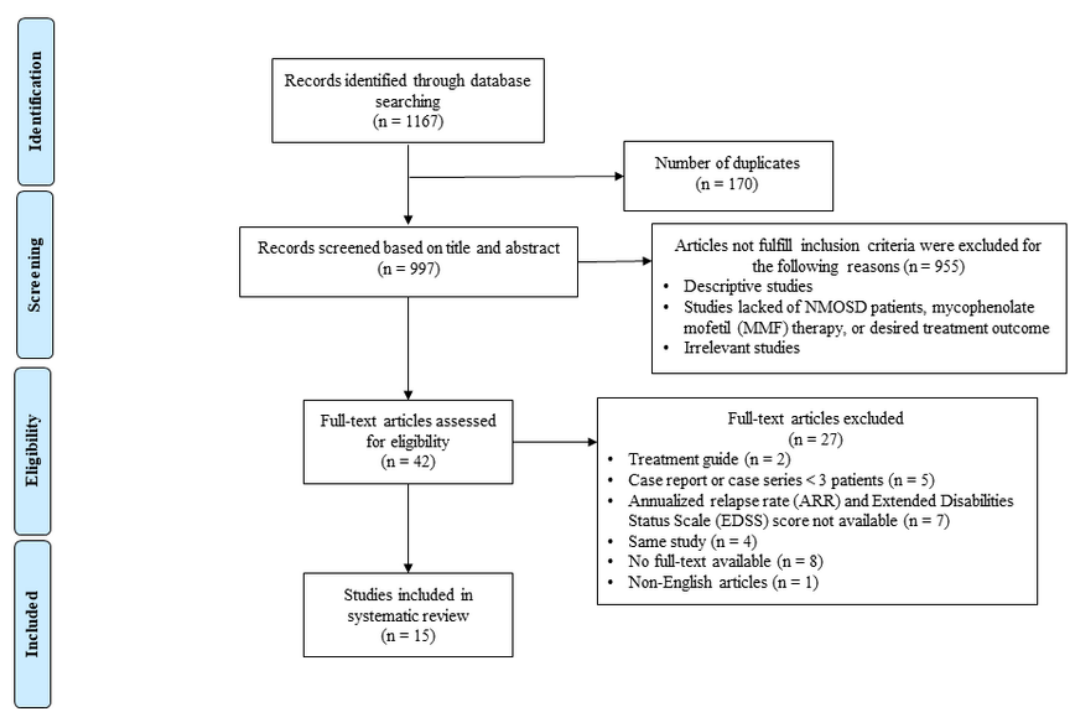 Identification
Records identified through database
searching
(n = 1167)
Number of duplicates
(n = 170)
Screening
Records screened based on title and abstract
(n = 997)
Articles not fulfill inclusion criteria were excluded for
the following reasons (n = 955)
• Descriptive studies
• Studies lacked of NMOSD patients, mycophenolate
mofetil (MMF) therapy, or desired treatment outcome
• Irrelevant studies
Eligibility
Full-text articles assessed
for eligibility
(n = 42)
Full-text articles excluded
(n = 27)
• Treatment guide (n = 2)
• Case report or case series < 3 patients (n = 5)
• Annualized relapse rate (ARR) and Extended Disabilities
Status Scale (EDSS) score not available (n = 7)
• Same study (n = 4)
• No full-text available (n = 8)
• Non-English articles (n = 1)
Included
Studies included in
systematic review
(n = 15)